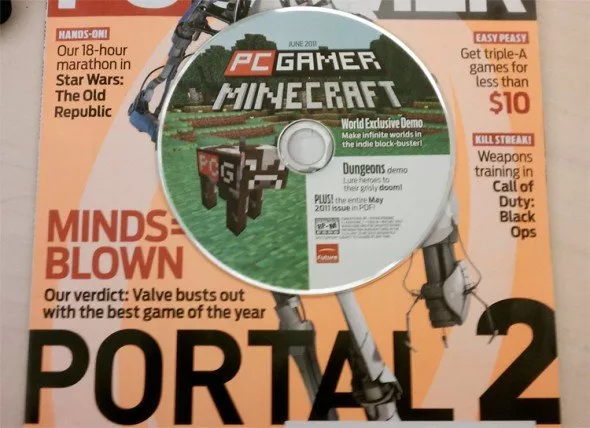 HANDS-ON!
Our 18-hour
marathon in
Star Wars:
The Old
Republic
JUNE 2011
PC GAMER
MINECRAFT
World Exclusive Demo
Make infinite worlds in
the indie block-buster!
Dungeons demo
Lure heroes to
their grisly doom!
PLUS! the entire May
2011 issue in PDF!
Future
PCG
EASY PEASY
Get triple-A
games for
less than
$10
KILL STREAK!
Weapons
training in
Call of
Duty:
Black
Ops
MINDS=
BLOWN
Our verdict: Valve busts out
with the best game of the year
PORTAL 2